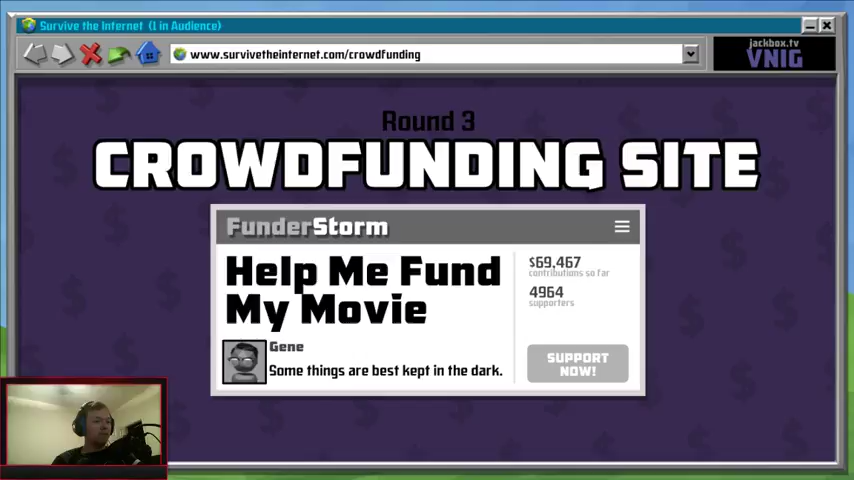 Survive the Internet (1 in Audience)
www.survivetheinternet.com/crowdfunding
jackbox.tv
VNIG
Round 3
CROWDFUNDING SITE
FunderStorm
Help Me Fund
My Movie
Gene
Some things are best kept in the dark.
$69,467
contributions so far
4964
supporters
SUPPORT
NOW!